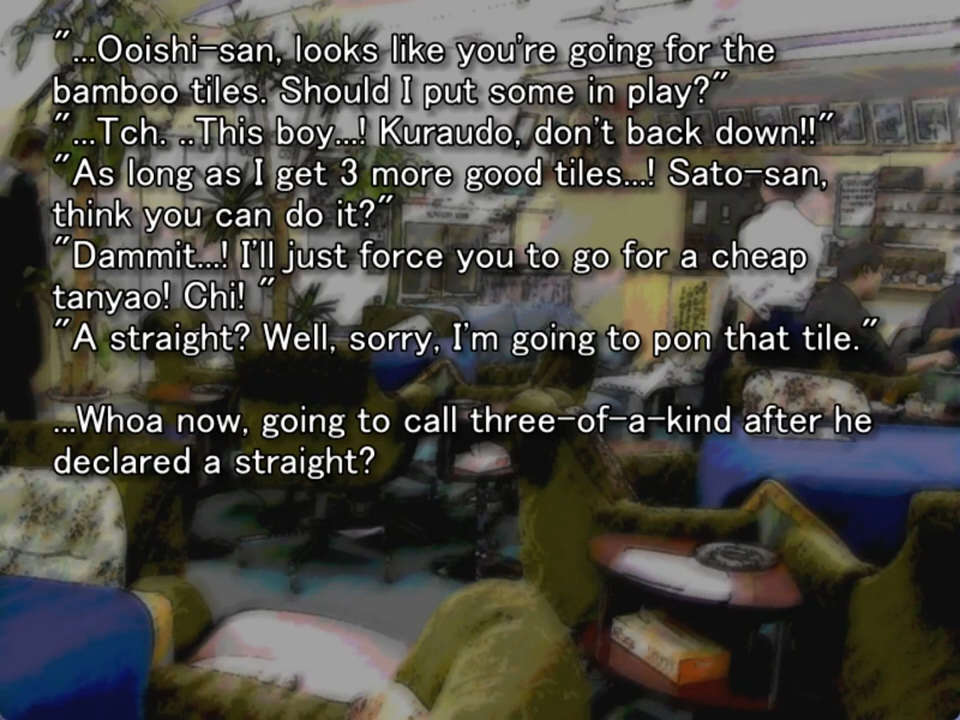 "...Ooishi-san, looks like you're going for the
bamboo tiles. Should I put some in play?"
"...Tch. ..This boy...! Kuraudo, don't back down!!"
"As long as I get 3 more good tiles...! Sato-san,
think you can do it?"
"Dammit...! I'll just force you to go for a cheap
tanyao! Chi! "
"A straight? Well, sorry, I'm going to pon that tile."
...Whoa now, going to call three-of-a-kind after he
declared a straight?